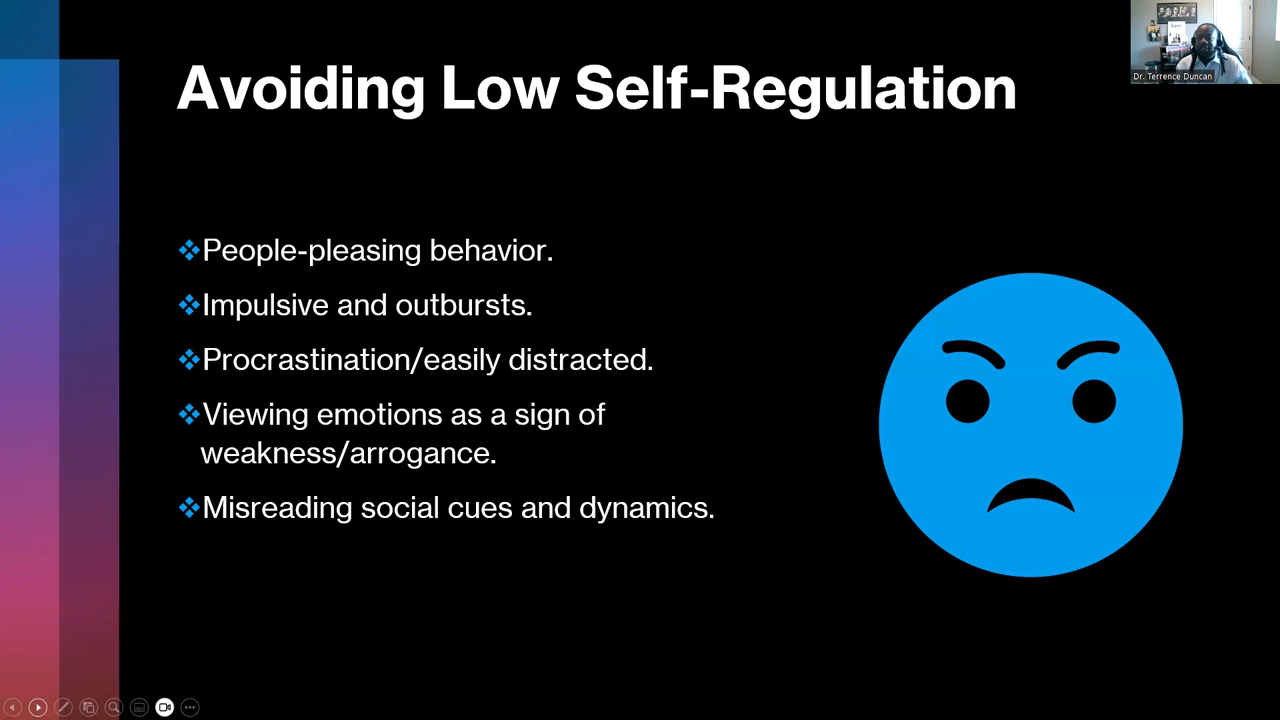 Avoiding Low Self-Regulation
Dr. Terrence Duncan
People-pleasing behavior.
Impulsive and outbursts.
Procrastination/easily distracted.
Viewing emotions as a sign of
weakness/arrogance.
Misreading social cues and dynamics.